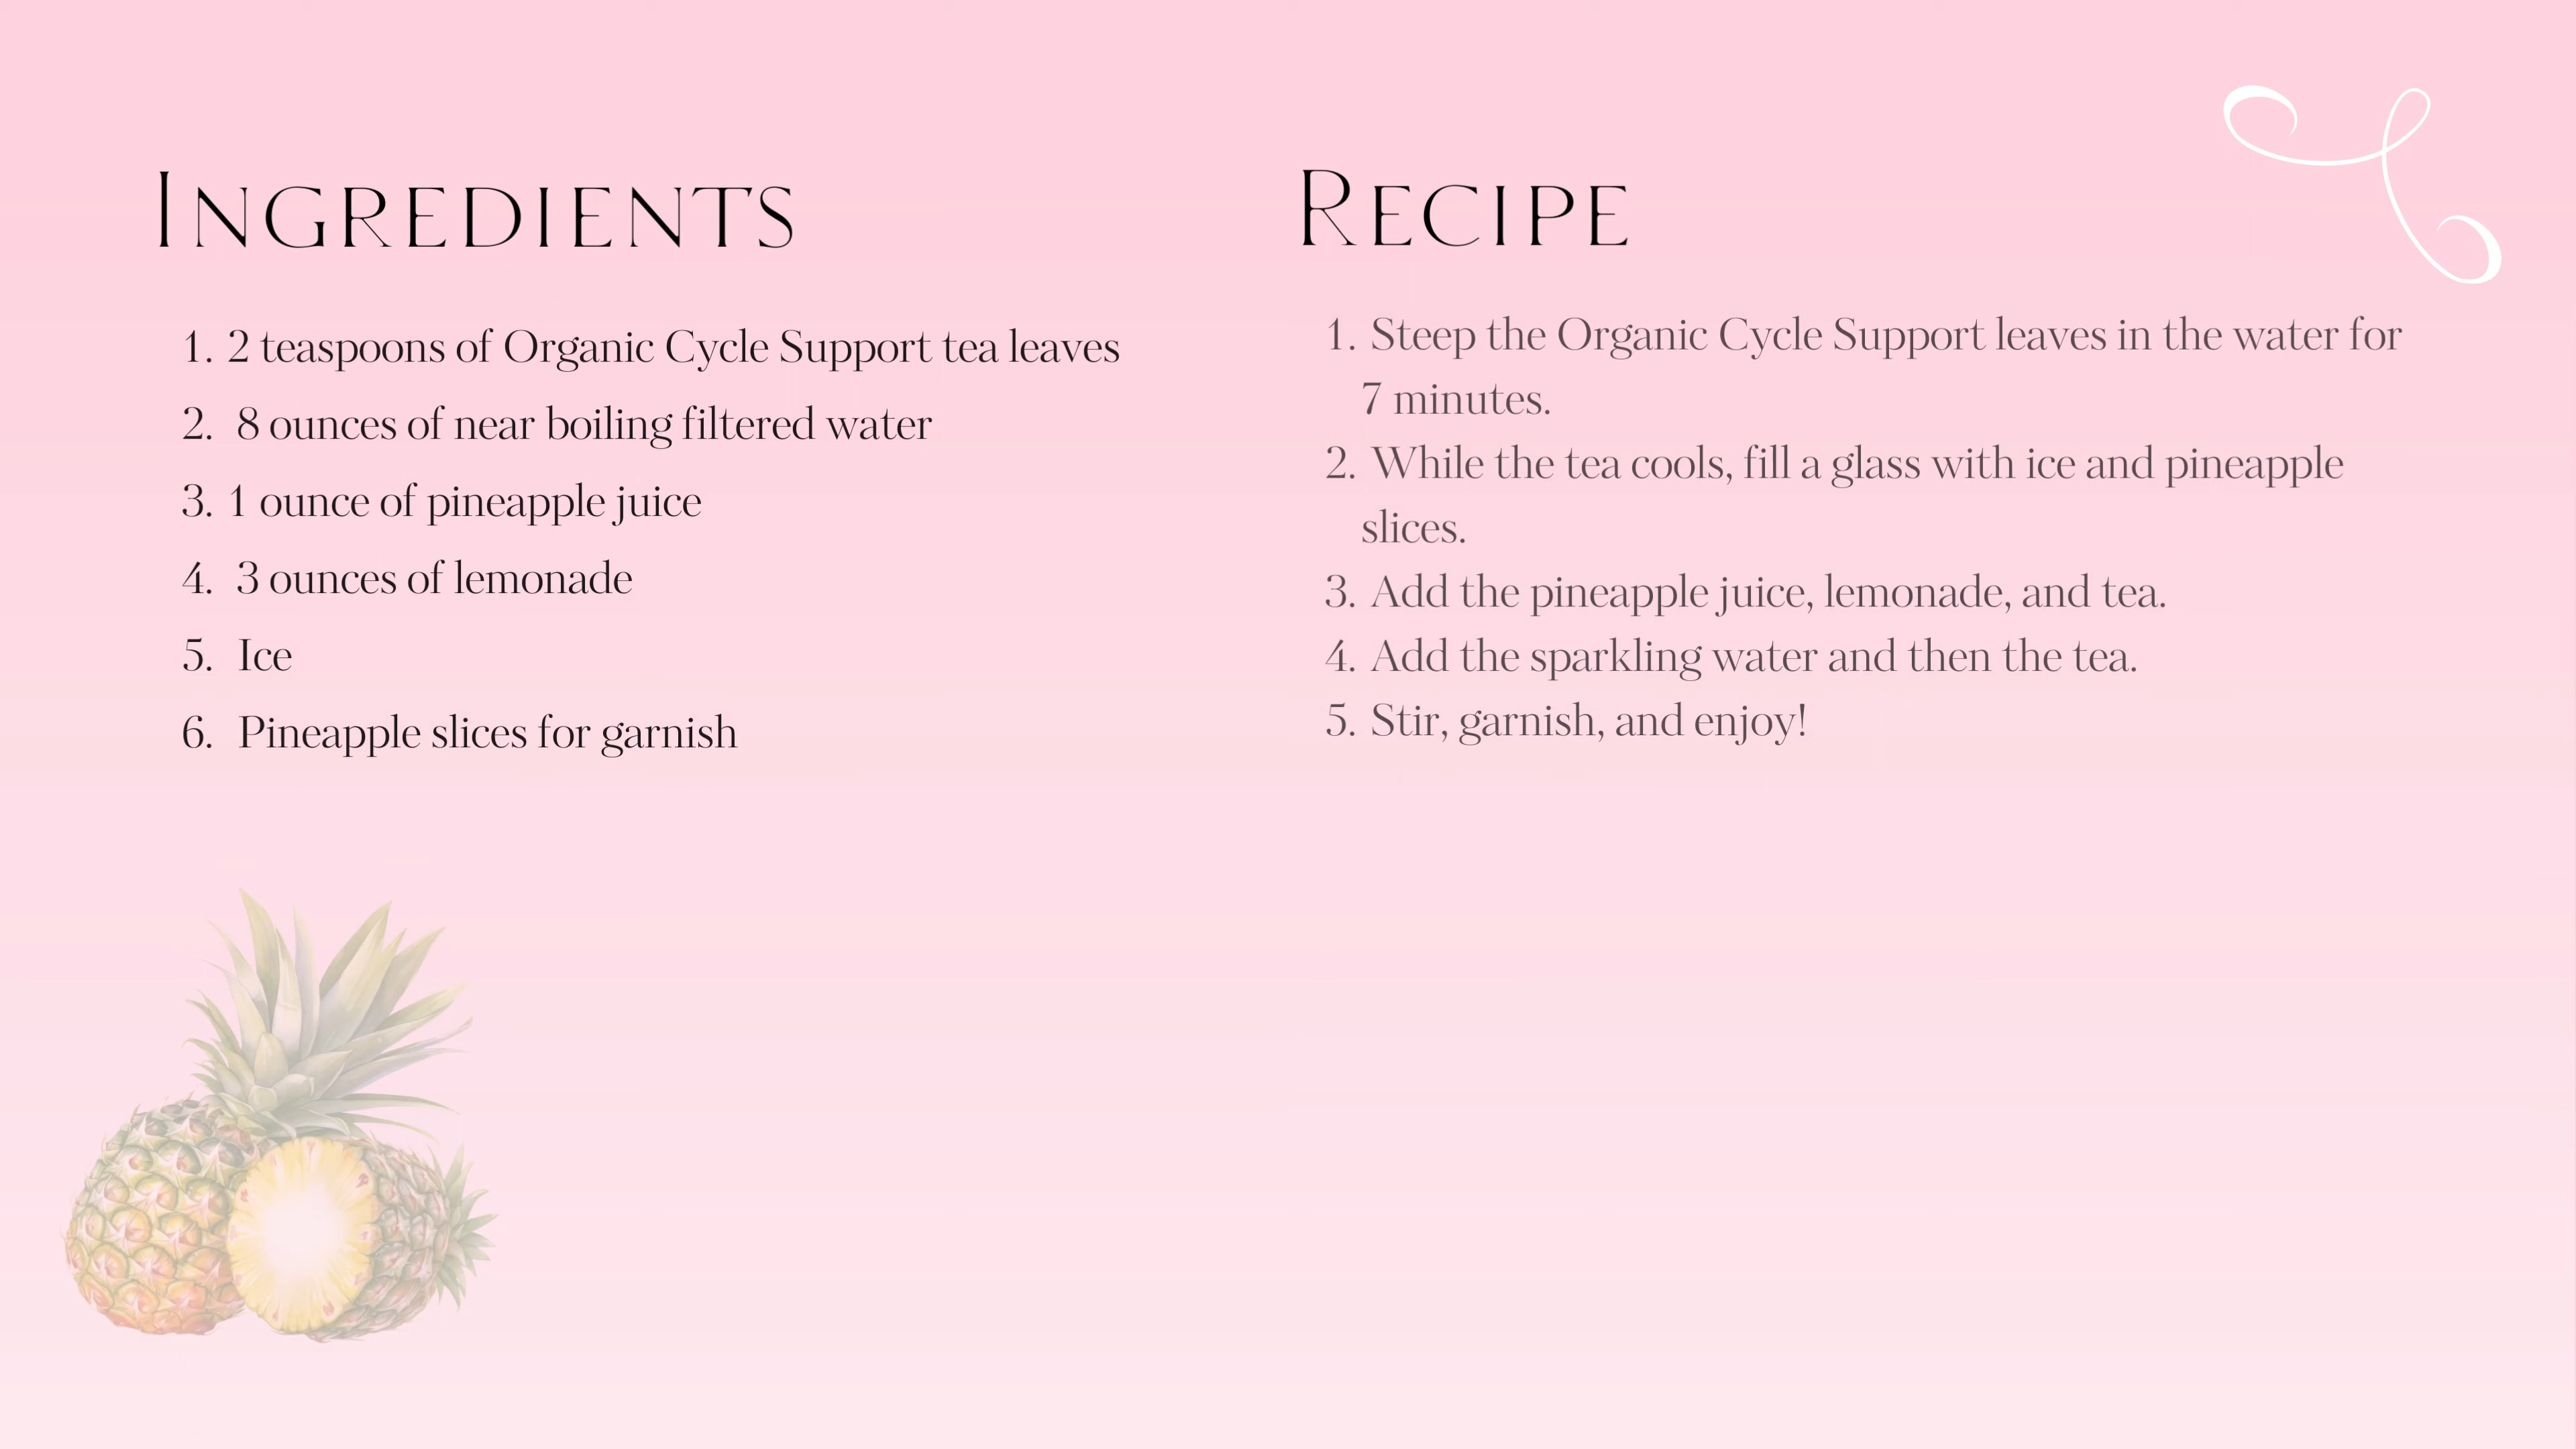 Ingredients
1. 2 teaspoons of Organic Cycle Support tea leaves
2. 8 ounces of near boiling filtered water
3. 1 ounce of pineapple juice
4. 3 ounces of lemonade
5. Ice
6. Pineapple slices for garnish
Recipe
1. Steep the Organic Cycle Support leaves in the water for
7 minutes.
2. While the tea cools, fill a glass with ice and pineapple
slices.
3. Add the pineapple juice, lemonade, and tea.
4. Add the sparkling water and then the tea.
5. Stir, garnish, and enjoy!